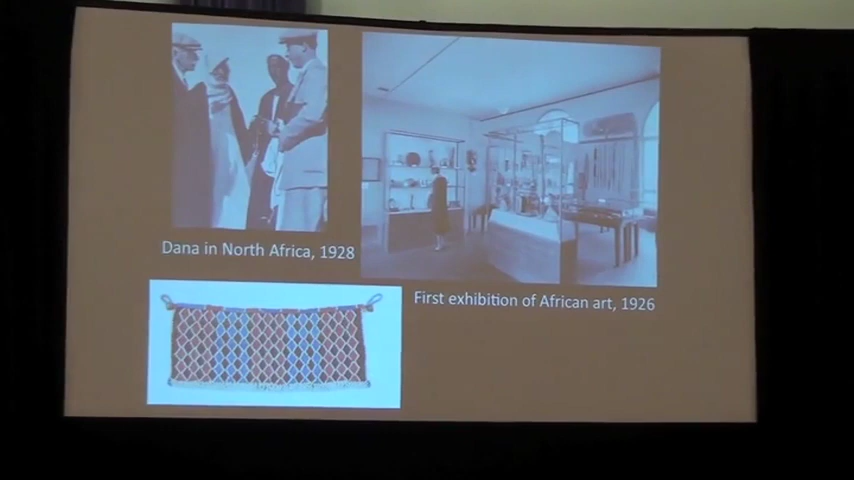 Dana in North Africa, 1928
First exhibition of African art, 1926